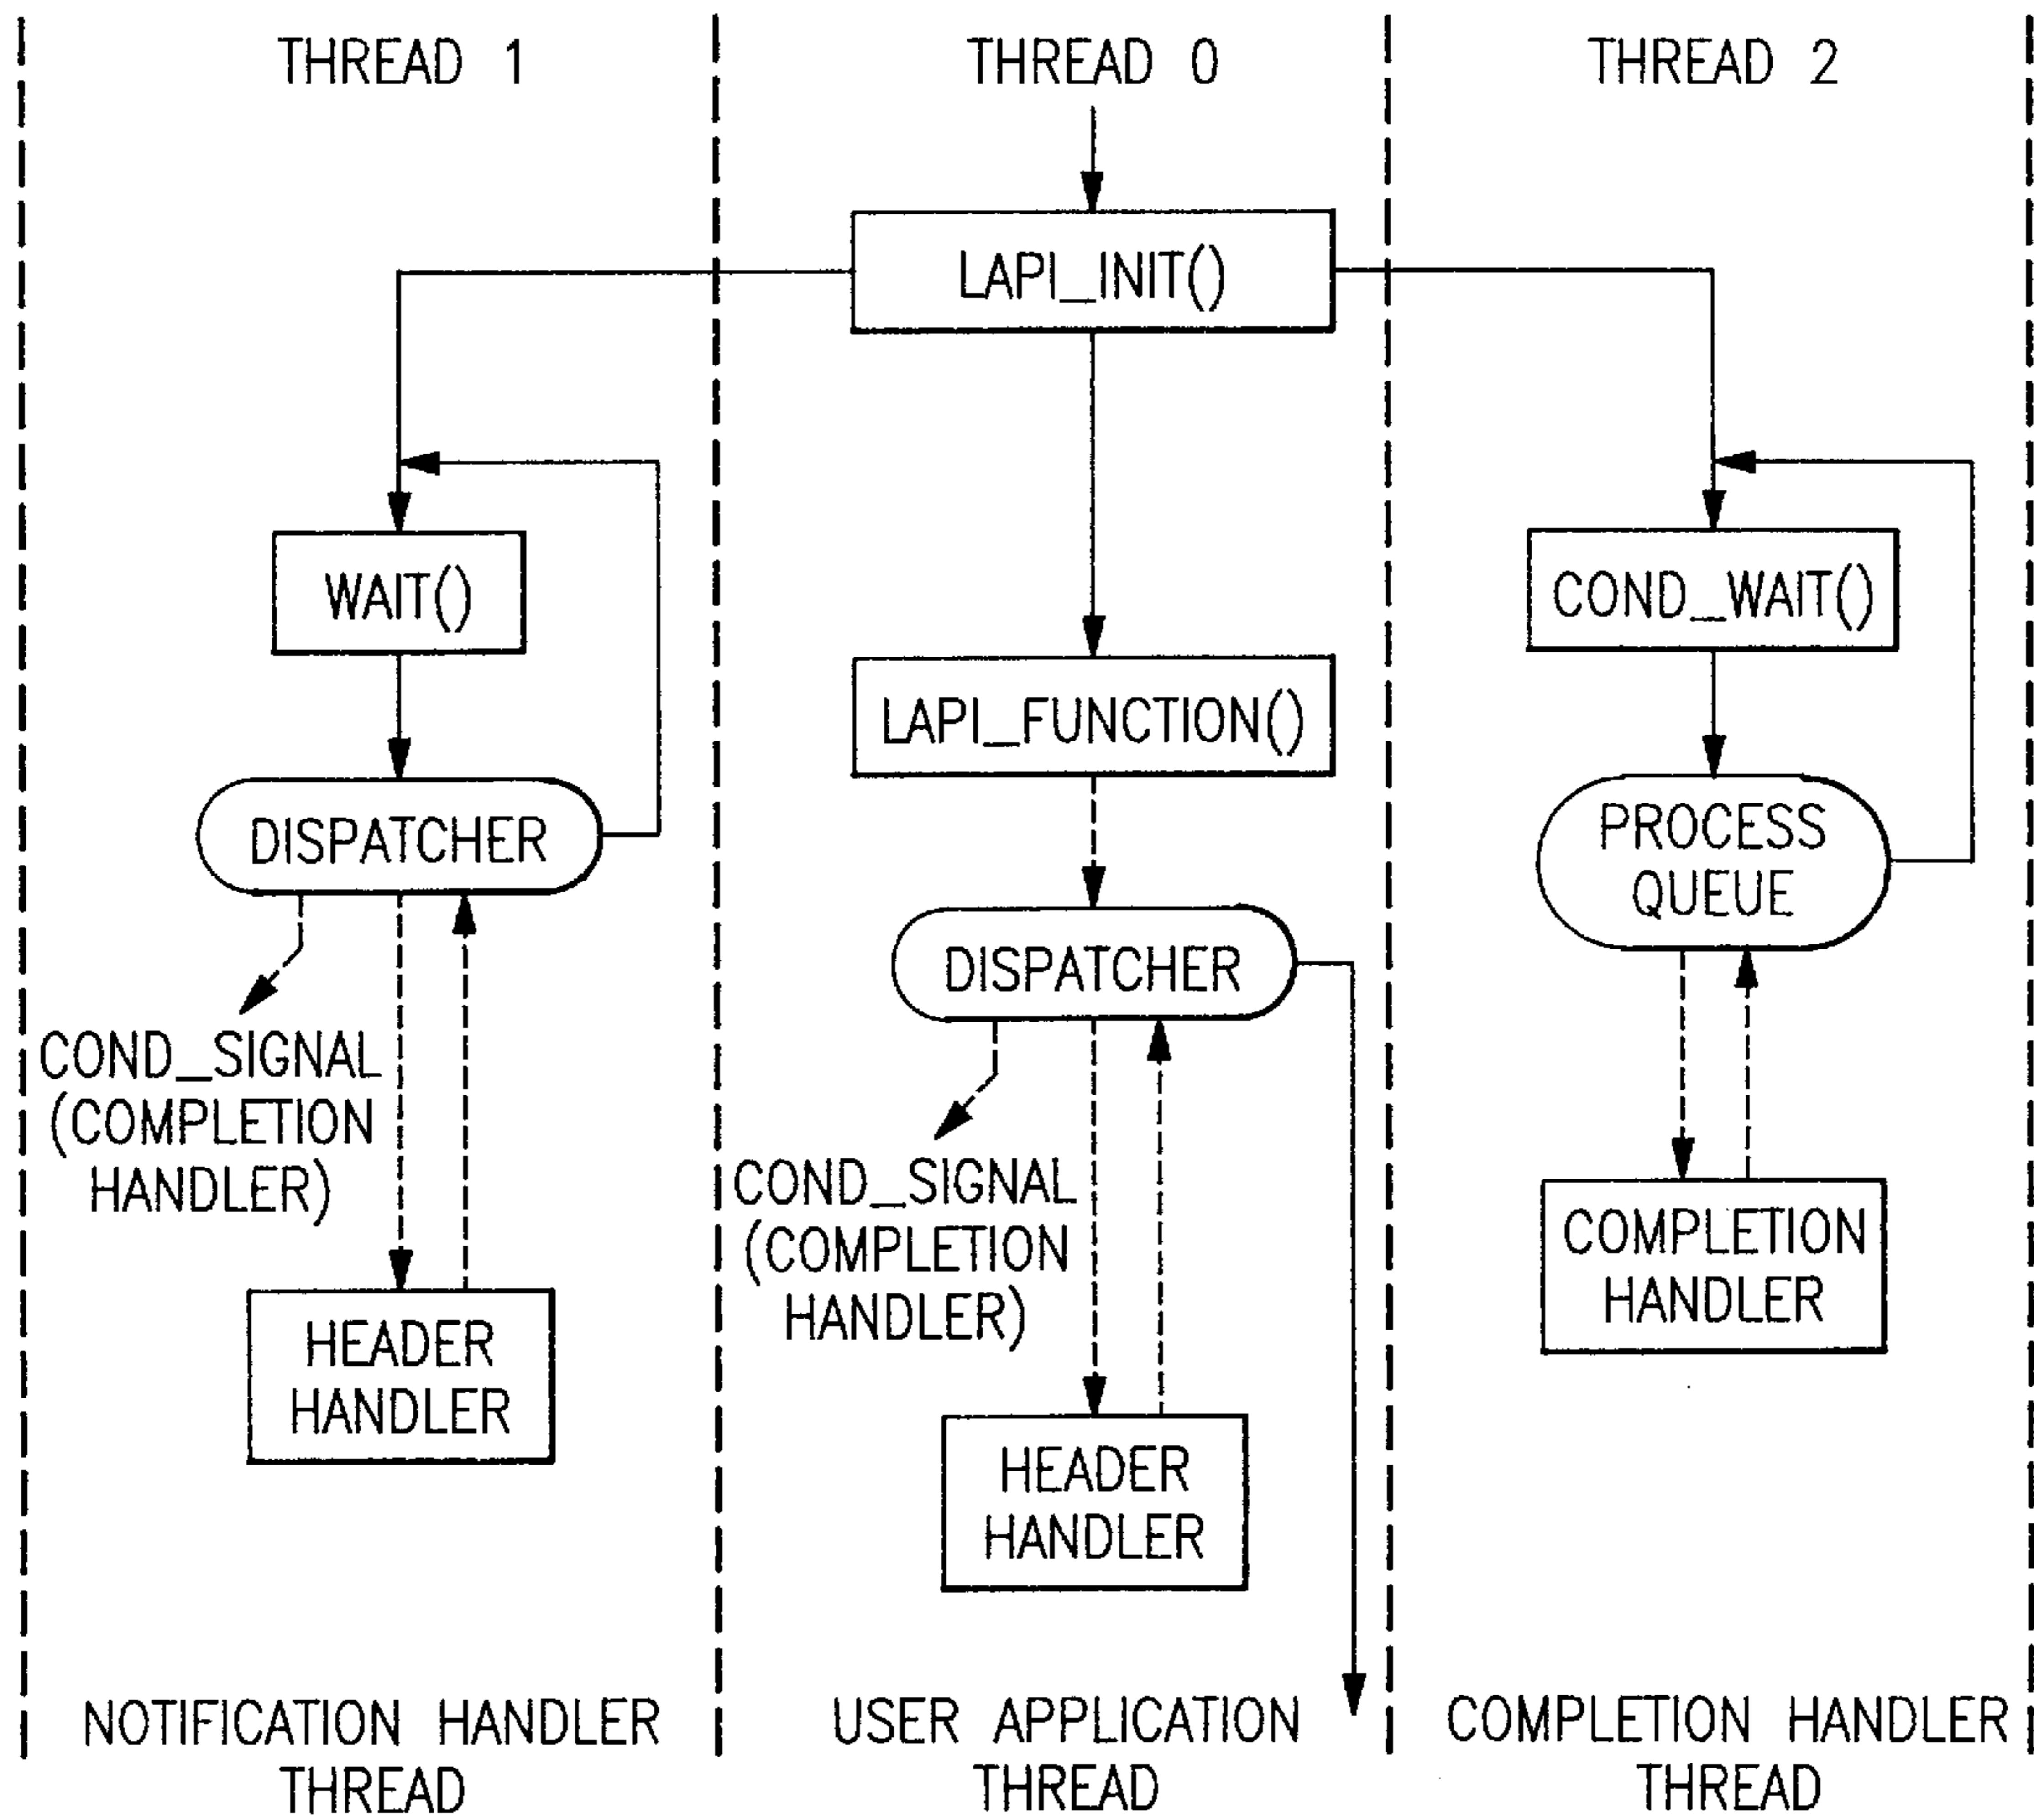 THREAD 1
THREAD 0
THREAD 2
LAPI_INIT()
WAIT()
DISPATCHER
COND_SIGNAL
(COMPLETION
HANDLER)
HEADER
HANDLER
NOTIFICATION HANDLER
THREAD
LAPI_FUNCTION()
DISPATCHER
COND_SIGNAL
(COMPLETION
HANDLER)
HEADER
HANDLER
USER APPLICATION
THREAD
COND_WAIT()
PROCESS
QUEUE
COMPLETION
HANDLER
COMPLETION HANDLER
THREAD